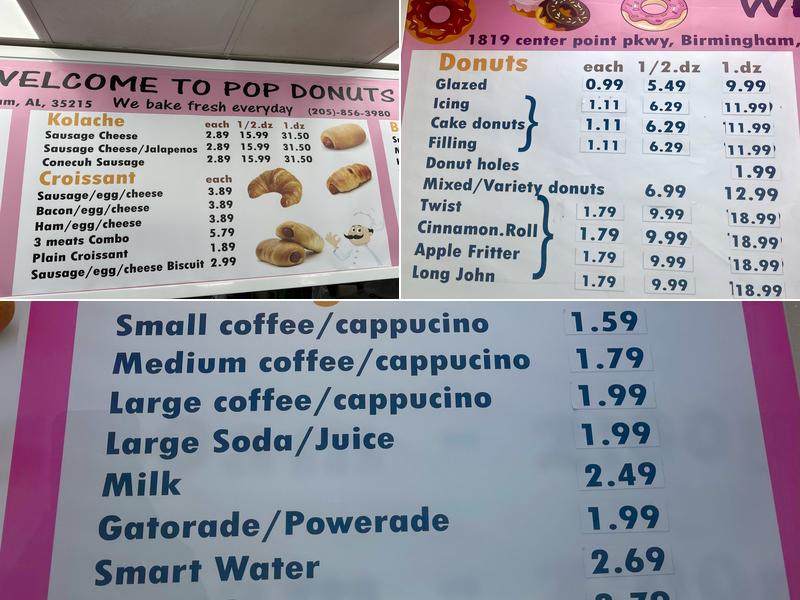 WELCOME TO POP DONUTS
AL, 35215 We bake fresh everyday (205)-856-3980
Kolache each 1/2.dz 1.dz
Sausage Cheese 2.89 15.99 31.50
Sausage Cheese/Jalapenos 2.89 15.99 31.50
Conecuh Sausage 2.89 15.99 31.50
Croissant each
Sausage/egg/cheese 3.89
Bacon/egg/cheese 3.89
Ham/egg/cheese 3.89
3 meats Combo 5.79
Plain Croissant 1.89
Sausage/egg/cheese Biscuit 2.99
1819 center point pkwy, Birmingham,
Donuts each 1/2.dz 1.dz
Glazed 0.99 5.49 9.99
Icing 1.11 6.29 11.99
Cake donuts 1.11 6.29 11.99
Filling 1.11 6.29 11.99
Donut holes 1.99
Mixed/Variety donuts 6.99 12.99
Twist 1.79 9.99 18.99
Cinnamon.Roll 1.79 9.99 18.99
Apple Fritter 1.79 9.99 18.99
Long John 1.79 9.99 18.99
Small coffee/cappucino 1.59
Medium coffee/cappucino 1.79
Large coffee/cappucino 1.99
Large Soda/Juice 1.99
Milk 2.49
Gatorade/Powerade 1.99
Smart Water 2.69